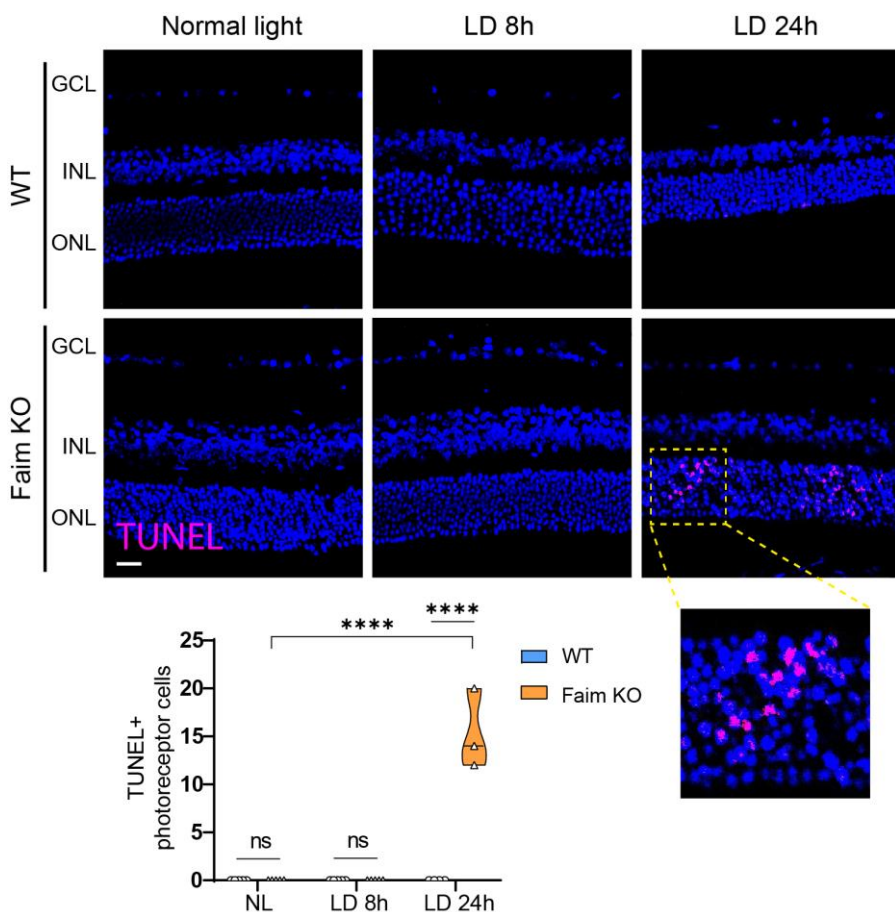 Normal light
LD 8h
LD 24h
WT
GCL
INL
ONL
Faim KO
GCL
INL
ONL
TUNEL
TUNEL+
photoreceptor cells
25
20
15
10
5
0
****
****
ns
ns
NL
LD 8h
LD 24h
WT
Faim KO